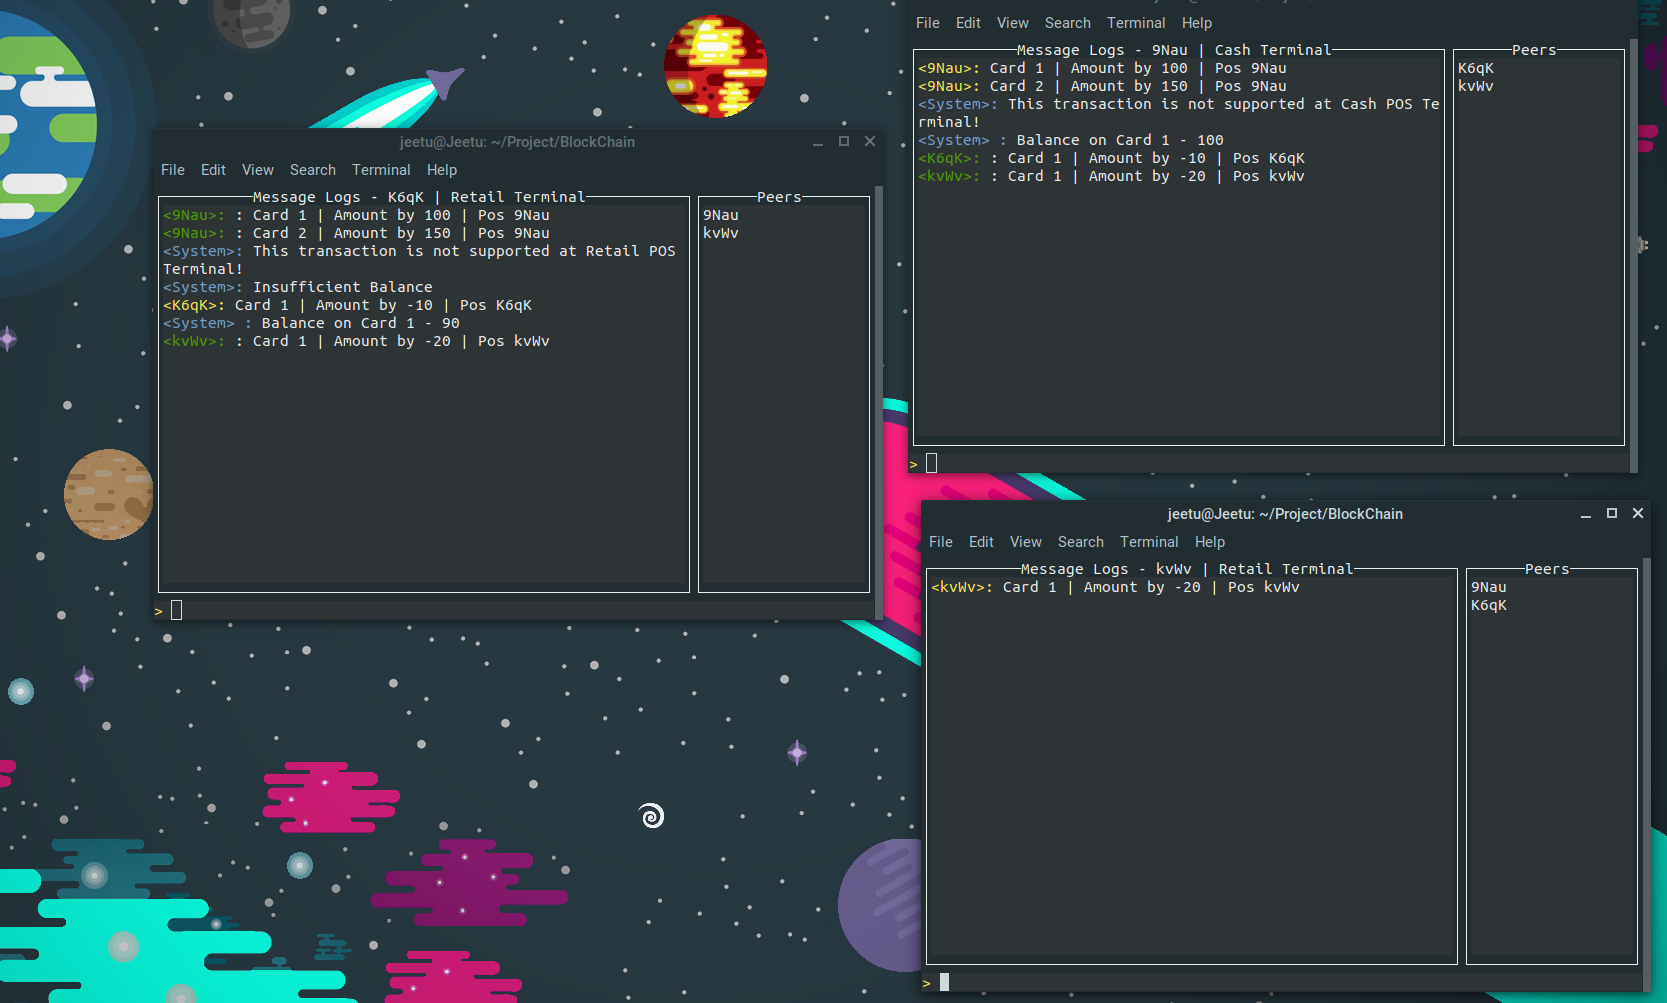 jeetu@Jeetu: ~/Project/BlockChain
File Edit View Search Terminal Help
Message Logs - K6qK | Retail Terminal
<9Nau>: : Card 1 | Amount by 100 | Pos 9Nau
<9Nau>: : Card 2 | Amount by 150 | Pos 9Nau
<System>: This transaction is not supported at Retail POS
Terminal!
<System>: Insufficient Balance
<K6qK>: Card 1 | Amount by -10 | Pos K6qK
<System> : Balance on Card 1 - 90
<kvWv>: : Card 1 | Amount by -20 | Pos kvWv
Peers
9Nau
kvWv
>
File Edit View Search Terminal Help
Message Logs - 9Nau | Cash Terminal
<9Nau>: Card 1 | Amount by 100 | Pos 9Nau
<9Nau>: Card 2 | Amount by 150 | Pos 9Nau
<System>: This transaction is not supported at Cash POS Te
rminal!
<System> : Balance on Card 1 - 100
<K6qK>: : Card 1 | Amount by -10 | Pos K6qK
<kvWv>: : Card 1 | Amount by -20 | Pos kvWv
Peers
K6qK
kvWv
>
jeetu@Jeetu: ~/Project/BlockChain
File Edit View Search Terminal Help
Message Logs - kvWv | Retail Terminal
<kvWv>: Card 1 | Amount by -20 | Pos kvWv
Peers
9Nau
K6qK
>